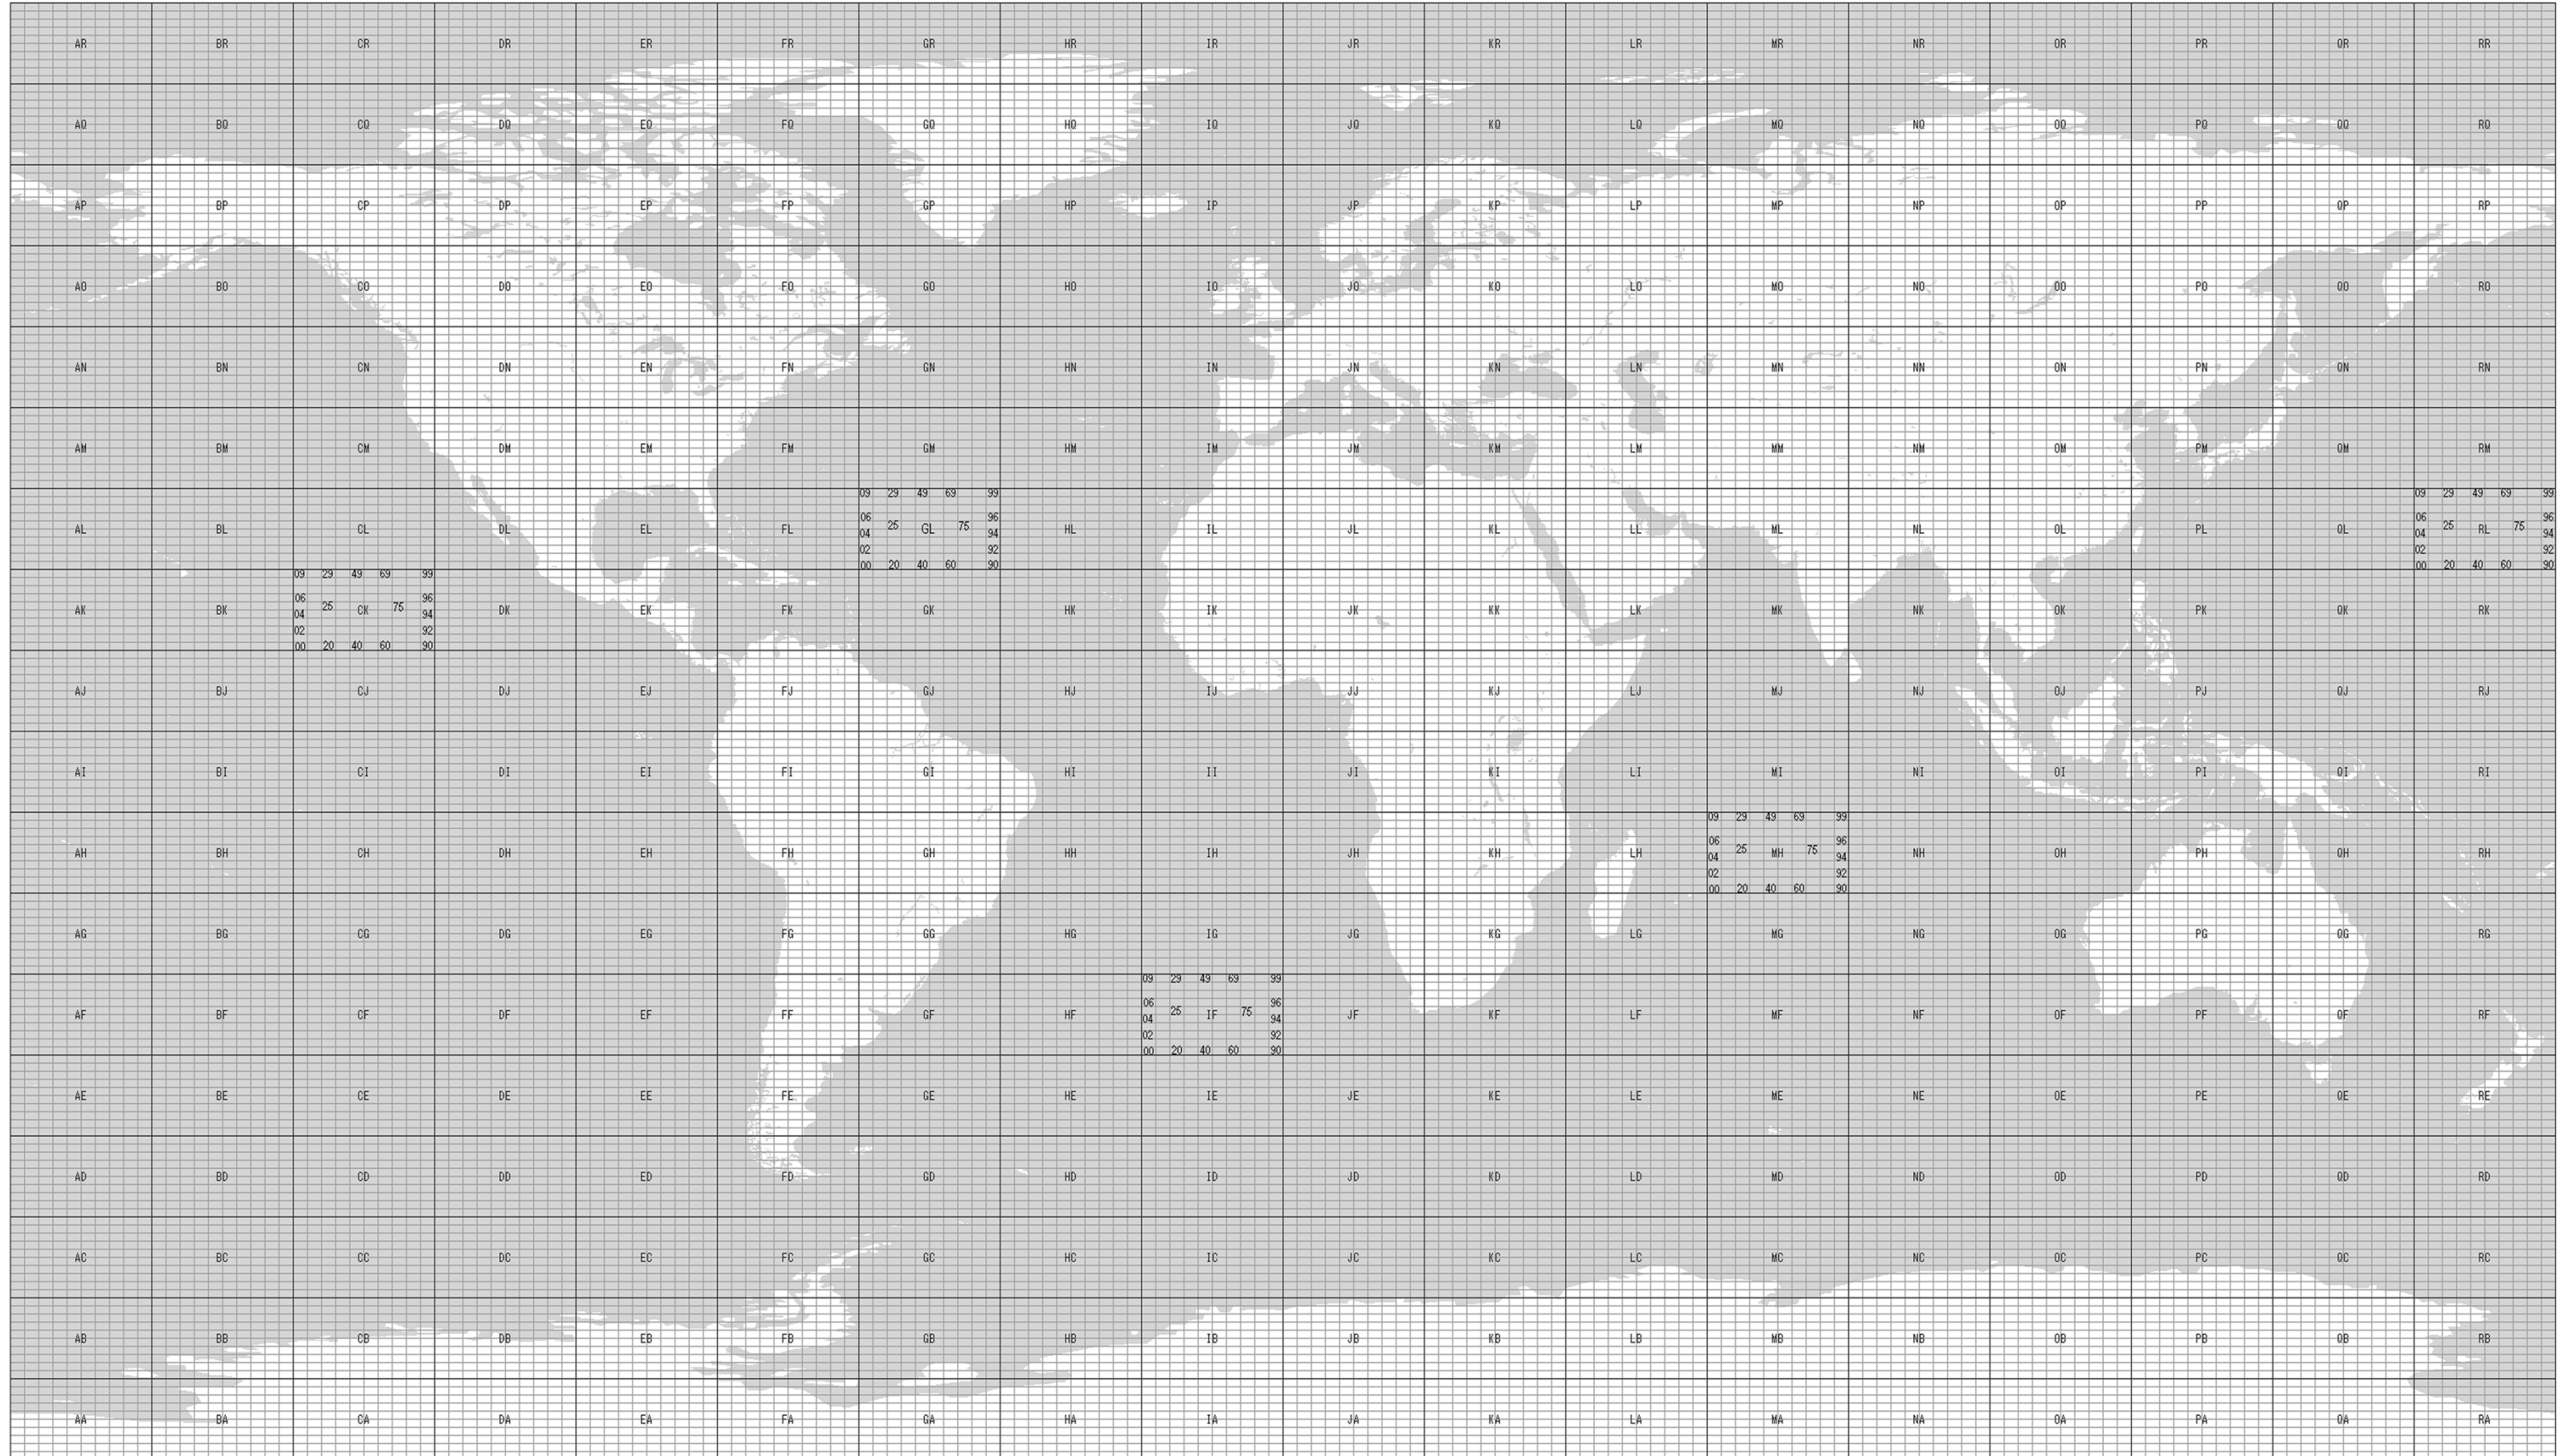 AR BR CR DR ER FR GR HR IR JR KR LR MR NR OR PR QR RR
AQ BQ CQ DQ EQ FQ GQ HQ IQ JQ KQ LQ MQ NQ OQ PQ QQ RQ
AP BP CP DP EP FP GP HP IP JP KP LP MP NP OP PP QP RP
AO BO CO DO EO FO GO HO IO JO KO LO MO NO OO PO QO RO
AN BN CN DN EN FN GN HN IN JN KN LN MN NN ON PN QN RN
AM BM CM DM EM FM GM HM IM JM KM LM MM NM OM PM QM RM
09 29 49 69 99 09 29 49 69 99
06 96 06 96
25 75 25 75
AL BL CL DL EL FL GL HL IL JL KL LL ML NL OL PL QL RL
04 94 04 94
02 92 02 92
00 20 40 60 90 00 20 40 60 90
09 29 49 69 99
06 96
25 75
AK BK CK DK EK FK GK HK IK JK KK LK MK NK OK PK QK RK
04 94
02 92
00 20 40 60 90
AJ BJ CJ DJ EJ FJ GJ HJ IJ JJ KJ LJ MJ NJ OJ PJ QJ RJ
AI BI CI DI EI FI GI HI II JI KI LI MI NI OI PI QI RI
09 29 49 69 99
06 96
25 75
AH BH CH DH EH FH GH HH IH JH KH LH MH NH OH PH QH RH
04 94
02 92
00 20 40 60 90
AG BG CG DG EG FG GG HG IG JG KG LG MG NG OG PG QG RG
09 29 49 69 99
06 96
25 75
AF BF CF DF EF FF GF HF IF JF KF LF MF NF OF PF QF RF
04 94
02 92
00 20 40 60 90
AE BE CE DE EE FE GE HE IE JE KE LE ME NE OE PE QE RE
AD BD CD DD ED FD GD HD ID JD KD LD MD ND OD PD QD RD
AC BC CC DC EC FC GC HC IC JC KC LC MC NC OC PC QC RC
AB BB CB DB EB FB GB HB IB JB KB LB MB NB OB PB QB RB
AA BA CA DA EA FA GA HA IA JA KA LA MA NA OA PA QA RA